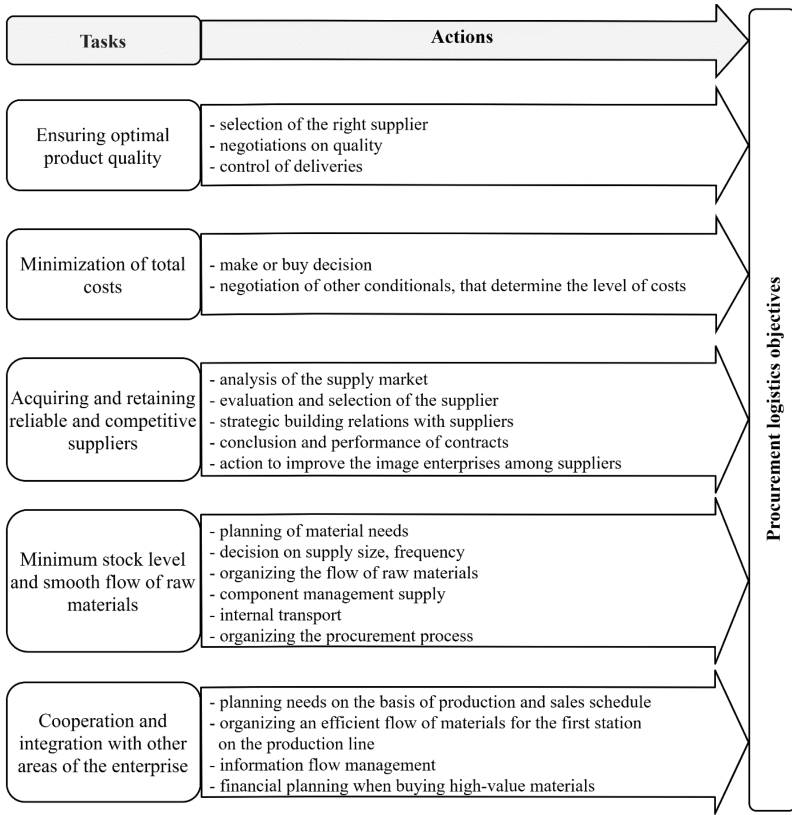 Tasks
Actions
Ensuring optimal
product quality
- selection of the right supplier
- negotiations on quality
- control of deliveries
Minimization of total
costs
- make or buy decision
- negotiation of other conditionals, that determine the level of costs
Acquiring and retaining
reliable and competitive
suppliers
- analysis of the supply market
- evaluation and selection of the supplier
- strategic building relations with suppliers
- conclusion and performance of contracts
- action to improve the image enterprises among suppliers
Minimum stock level
and smooth flow of raw
materials
- planning of material needs
- decision on supply size, frequency
- organizing the flow of raw materials
- component management supply
- internal transport
- organizing the procurement process
Cooperation and
integration with other
areas of the enterprise
- planning needs on the basis of production and sales schedule
- organizing an efficient flow of materials for the first station
on the production line
- information flow management
- financial planning when buying high-value materials
Procurement logistics objectives